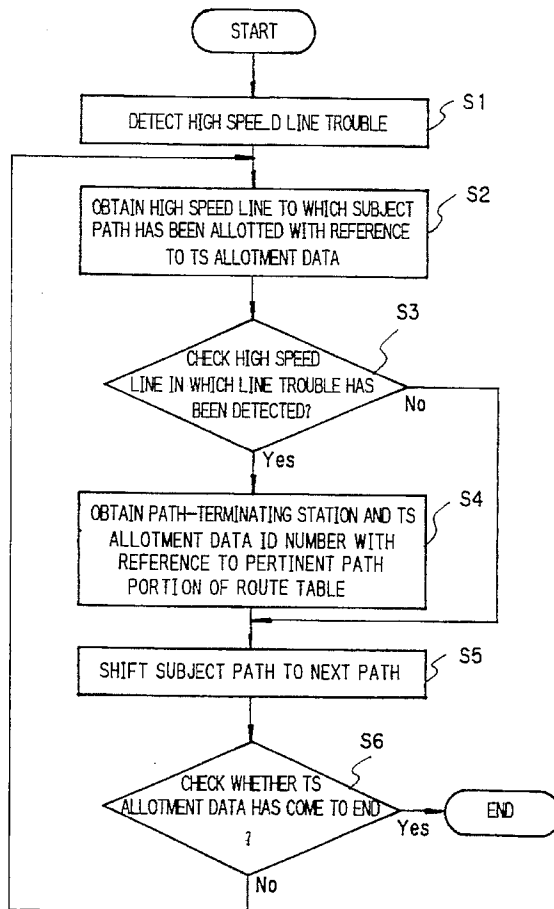 START
S1
DETECT HIGH SPEED LINE TROUBLE
S2
OBTAIN HIGH SPEED LINE TO WHICH SUBJECT
PATH HAS BEEN ALLOTTED WITH REFERENCE
TO TS ALLOTMENT DATA
S3
CHECK HIGH SPEED
LINE IN WHICH LINE TROUBLE HAS
BEEN DETECTED?
No
Yes
S4
OBTAIN PATH-TERMINATING STATION AND TS
ALLOTMENT DATA ID NUMBER WITH
REFERENCE TO PERTINENT PATH
PORTION OF ROUTE TABLE
S5
SHIFT SUBJECT PATH TO NEXT PATH
S6
CHECK WHETHER TS
ALLOTMENT DATA HAS COME TO END
?
Yes
END
No